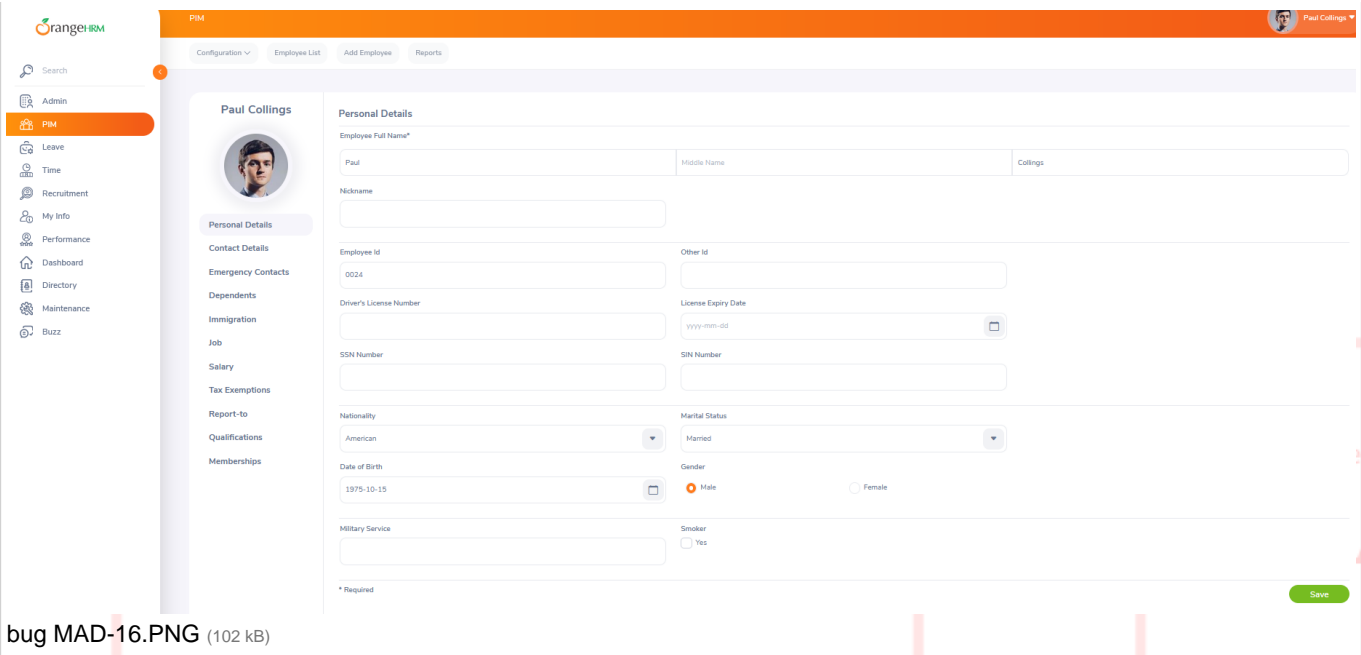 OrangeHRM
PIM
Paul Collings
Configuration
Employee List
Add Employee
Reports
Search
Admin
PIM
Leave
Time
Recruitment
My Info
Performance
Dashboard
Directory
Maintenance
Buzz
Paul Collings
Personal Details
Contact Details
Emergency Contacts
Dependents
Immigration
Job
Salary
Tax Exemptions
Report-to
Qualifications
Memberships
Personal Details
Employee Full Name*
Paul
Middle Name
Collings
Nickname
Employee Id
Other Id
0024
Driver's License Number
License Expiry Date
yyyy-mm-dd
SSN Number
SIN Number
Nationality
Marital Status
American
Married
Date of Birth
Gender
1975-10-15
Male
Female
Military Service
Smoker
Yes
* Required
Save
bug MAD-16.PNG (102 kB)